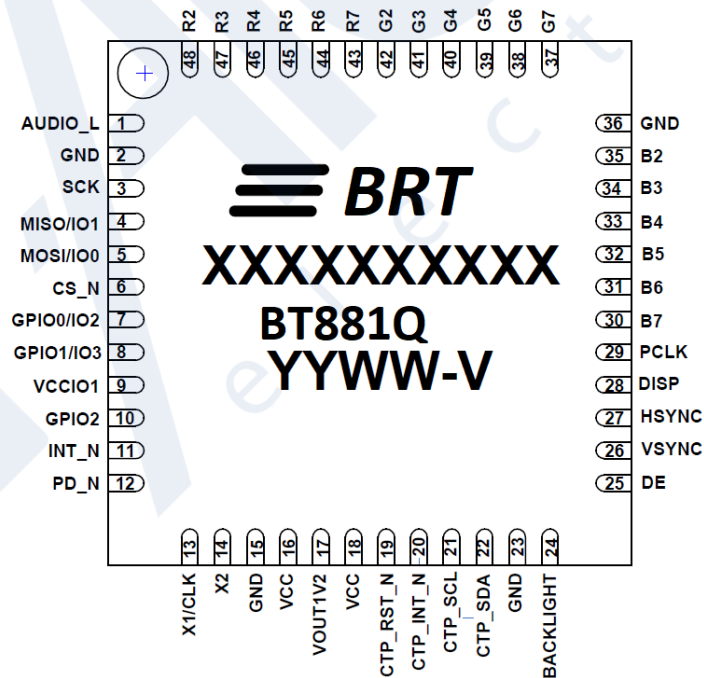 R2 R3 R4 R5 R6 R7 G2 G3 G4 G5 G6 G7
48 47 46 45 44 43 42 41 40 39 38 37
AUDIO_L 1 36 GND
GND 2 35 B2
SCK 3 34 B3
MISO/IO1 4 33 B4
MOSI/IO0 5 32 B5
CS_N 6 31 B6
GPIO0/IO2 7 30 B7
GPIO1/IO3 8 29 PCLK
VCCIO1 9 28 DISP
GPIO2 10 27 HSYNC
INT_N 11 26 VSYNC
PD_N 12 25 DE
BRT
XXXXXXXXXX
BT881Q
YYWW-V
13 14 15 16 17 18 19 20 21 22 23 24
X1/CLK X2 GND VCC VOUT1V2 VCC CTP_RST_N CTP_INT_N CTP_SCL CTP_SDA GND BACKLIGHT